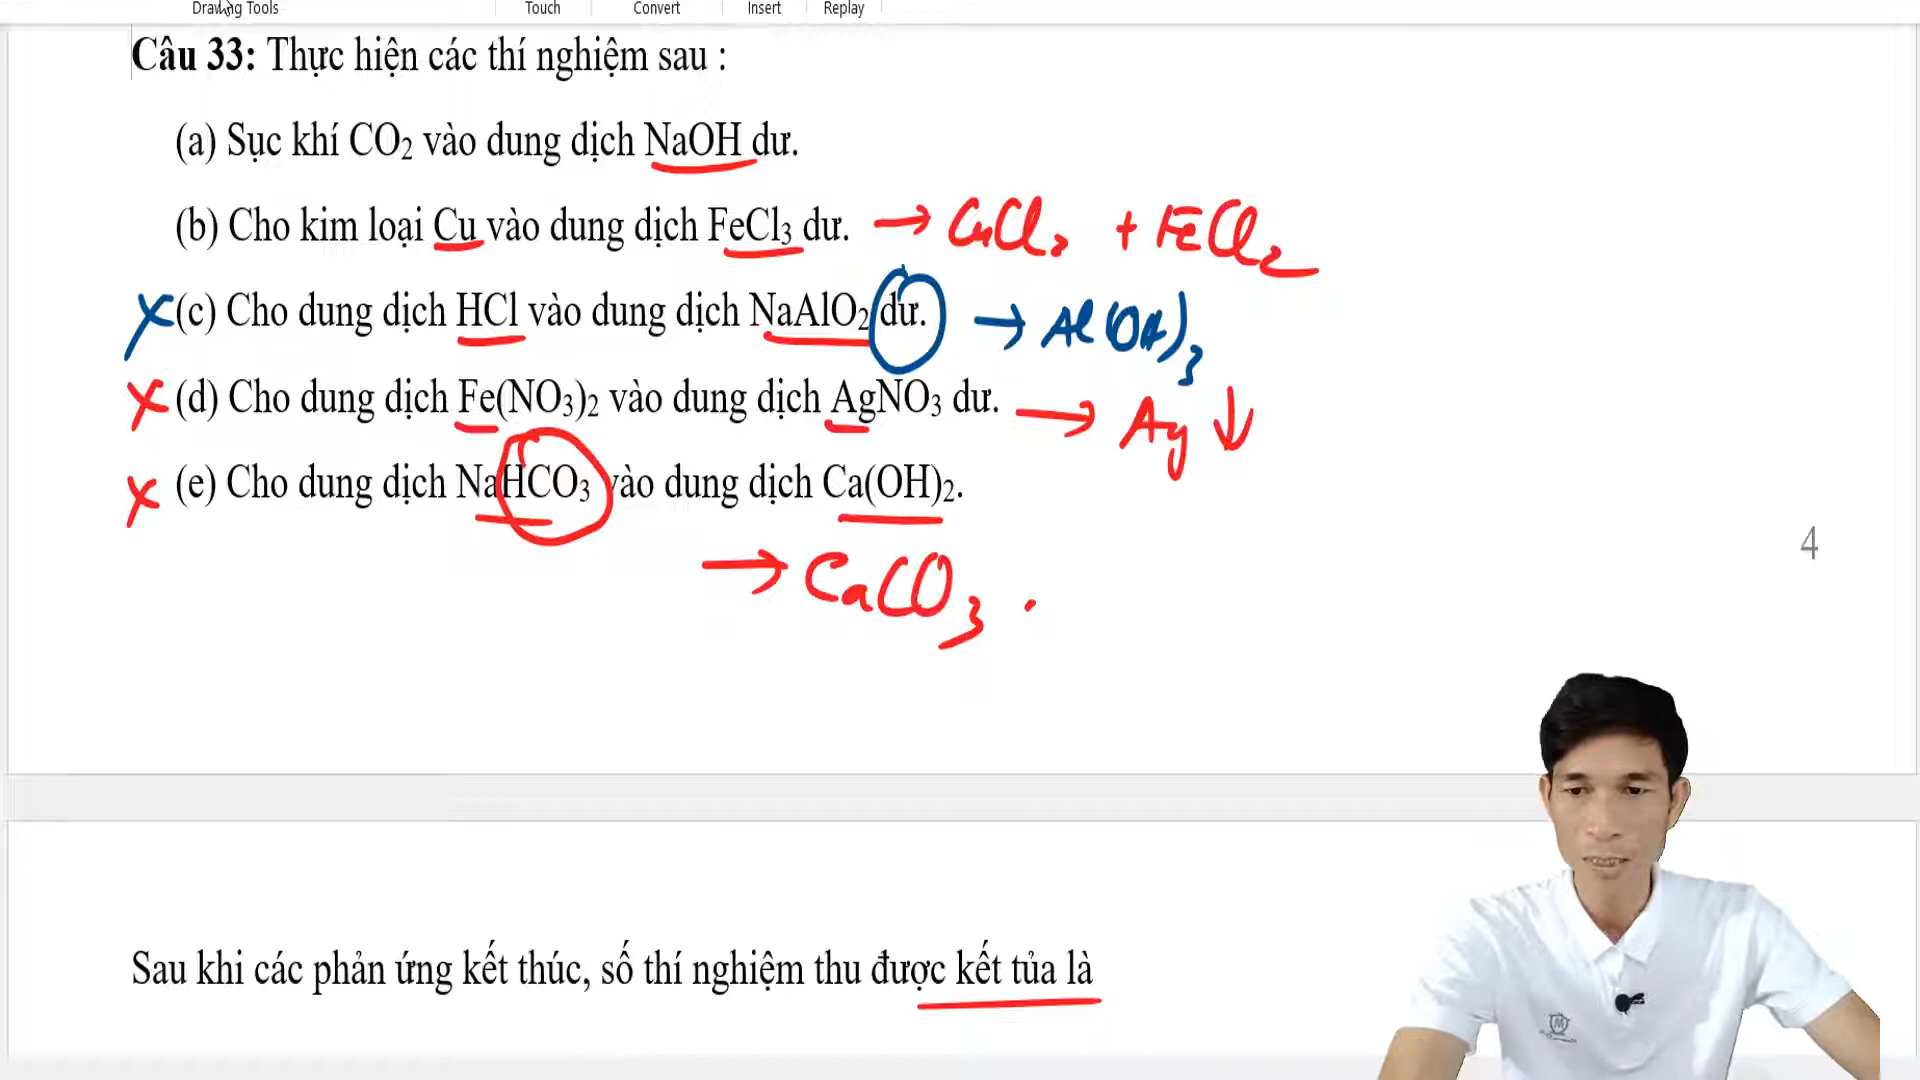 Drawing Tools Touch Convert Insert Replay
Câu 33: Thực hiện các thí nghiệm sau :
(a) Sục khí CO₂ vào dung dịch NaOH dư.
(b) Cho kim loại Cu vào dung dịch FeCl₃ dư. → CuCl₂ + FeCl₂
X (c) Cho dung dịch HCl vào dung dịch NaAlO₂ dư. → Al(OH)₃
X (d) Cho dung dịch Fe(NO₃)₂ vào dung dịch AgNO₃ dư. → Ag ↓
X (e) Cho dung dịch NaHCO₃ vào dung dịch Ca(OH)₂.
4
→ CaCO₃ .
Sau khi các phản ứng kết thúc, số thí nghiệm thu được kết tủa là